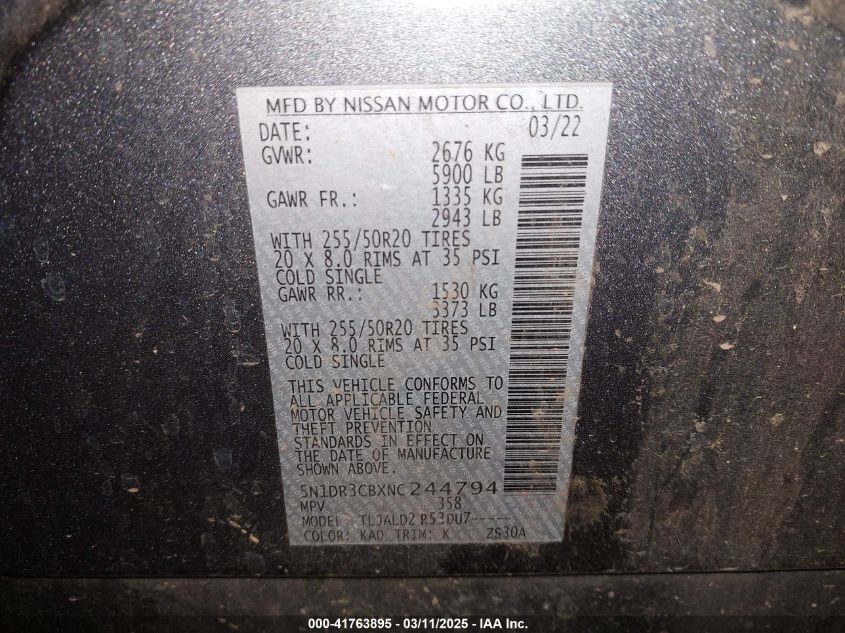 MFD BY NISSAN MOTOR CO., LTD.
DATE: 03/22
GVWR: 2676 KG
5900 LB
GAWR FR.: 1335 KG
2943 LB
WITH 255/50R20 TIRES
20 X 8.0 RIMS AT 35 PSI
COLD SINGLE
GAWR RR.: 1530 KG
3373 LB
WITH 255/50R20 TIRES
20 X 8.0 RIMS AT 35 PSI
COLD SINGLE
THIS VEHICLE CONFORMS TO
ALL APPLICABLE FEDERAL
MOTOR VEHICLE SAFETY AND
THEFT PREVENTION
STANDARDS IN EFFECT ON
THE DATE OF MANUFACTURE
SHOWN ABOVE.
5N1DR3CBXNC244794
MPV 358
MODEL: TLJALD2 R53DU7-----
COLOR: KAD TRIM: K ZS30A
000-41763895 - 03/11/2025 - IAA Inc.